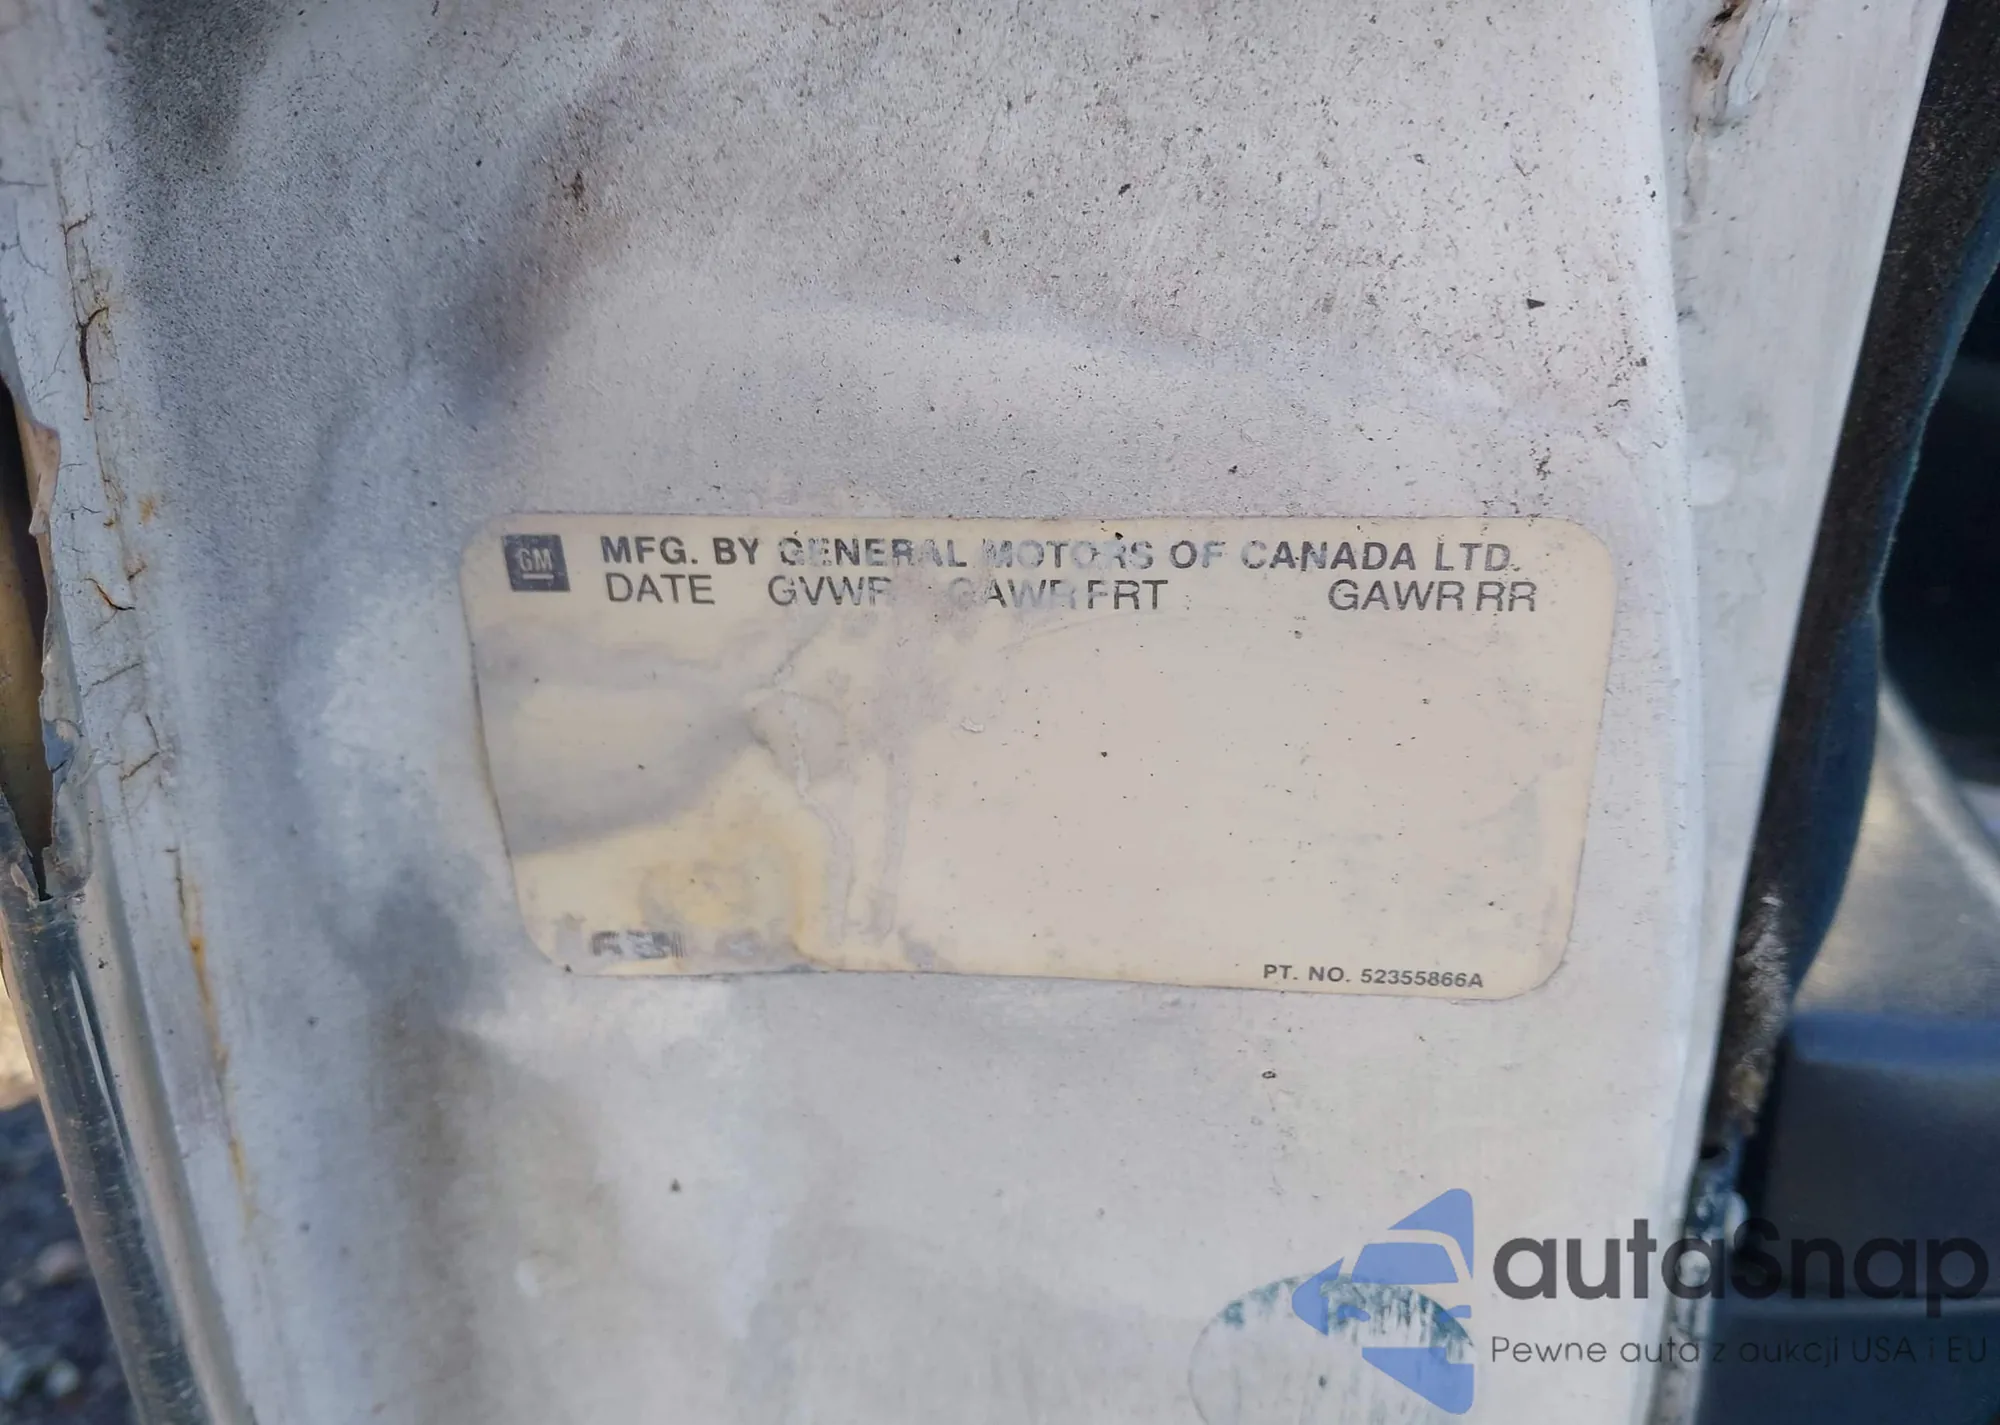 GM
MFG. BY GENERAL MOTORS OF CANADA LTD.
DATE GVWR GAWR FRT GAWR RR
PT. NO. 52355866A
autaSnap
Pewne auta z aukcji USA i EU